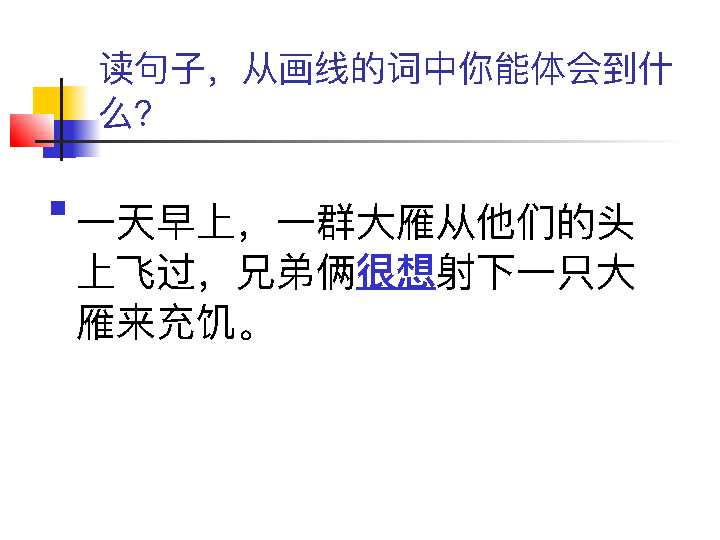 读句子，从画线的词中你能体会到什
么？
一天早上，一群大雁从他们的头
上飞过，兄弟俩很想射下一只大
雁来充饥。